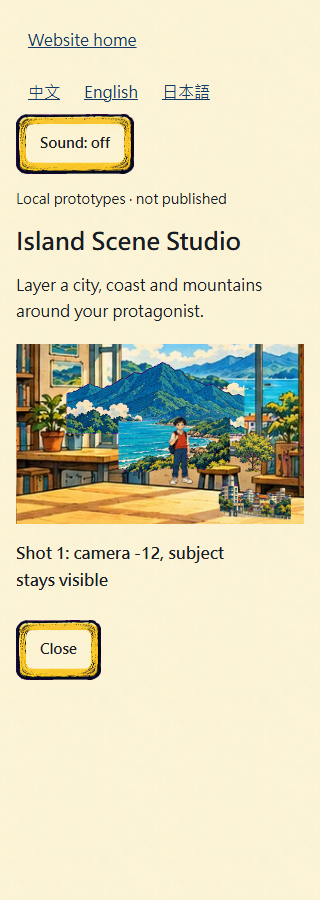 Website home
中文 English 日本語
Sound: off
Local prototypes · not published
Island Scene Studio
Layer a city, coast and mountains
around your protagonist.
Shot 1: camera -12, subject
stays visible
Close